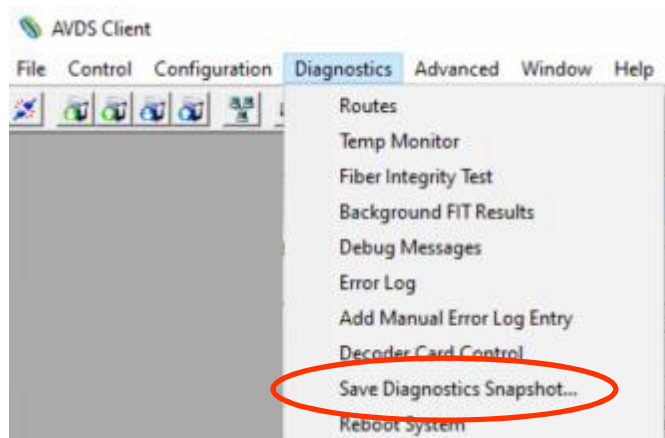 AVDS Client
File Control Configuration Diagnostics Advanced Window Help
Routes
Temp Monitor
Fiber Integrity Test
Background FIT Results
Debug Messages
Error Log
Add Manual Error Log Entry
Decoder Card Control
Save Diagnostics Snapshot...
Reboot System